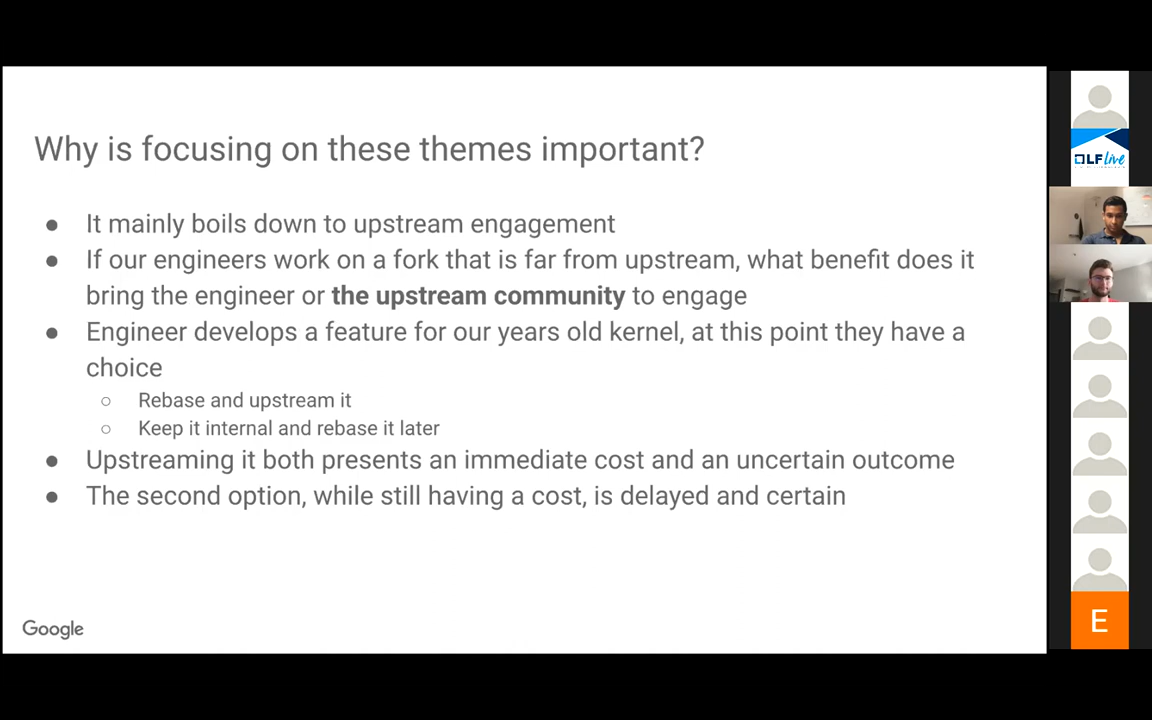 Why is focusing on these themes important?
● It mainly boils down to upstream engagement
● If our engineers work on a fork that is far from upstream, what benefit does it
bring the engineer or the upstream community to engage
● Engineer develops a feature for our years old kernel, at this point they have a
choice
○ Rebase and upstream it
○ Keep it internal and rebase it later
● Upstreaming it both presents an immediate cost and an uncertain outcome
● The second option, while still having a cost, is delayed and certain
Google
LF Live
E